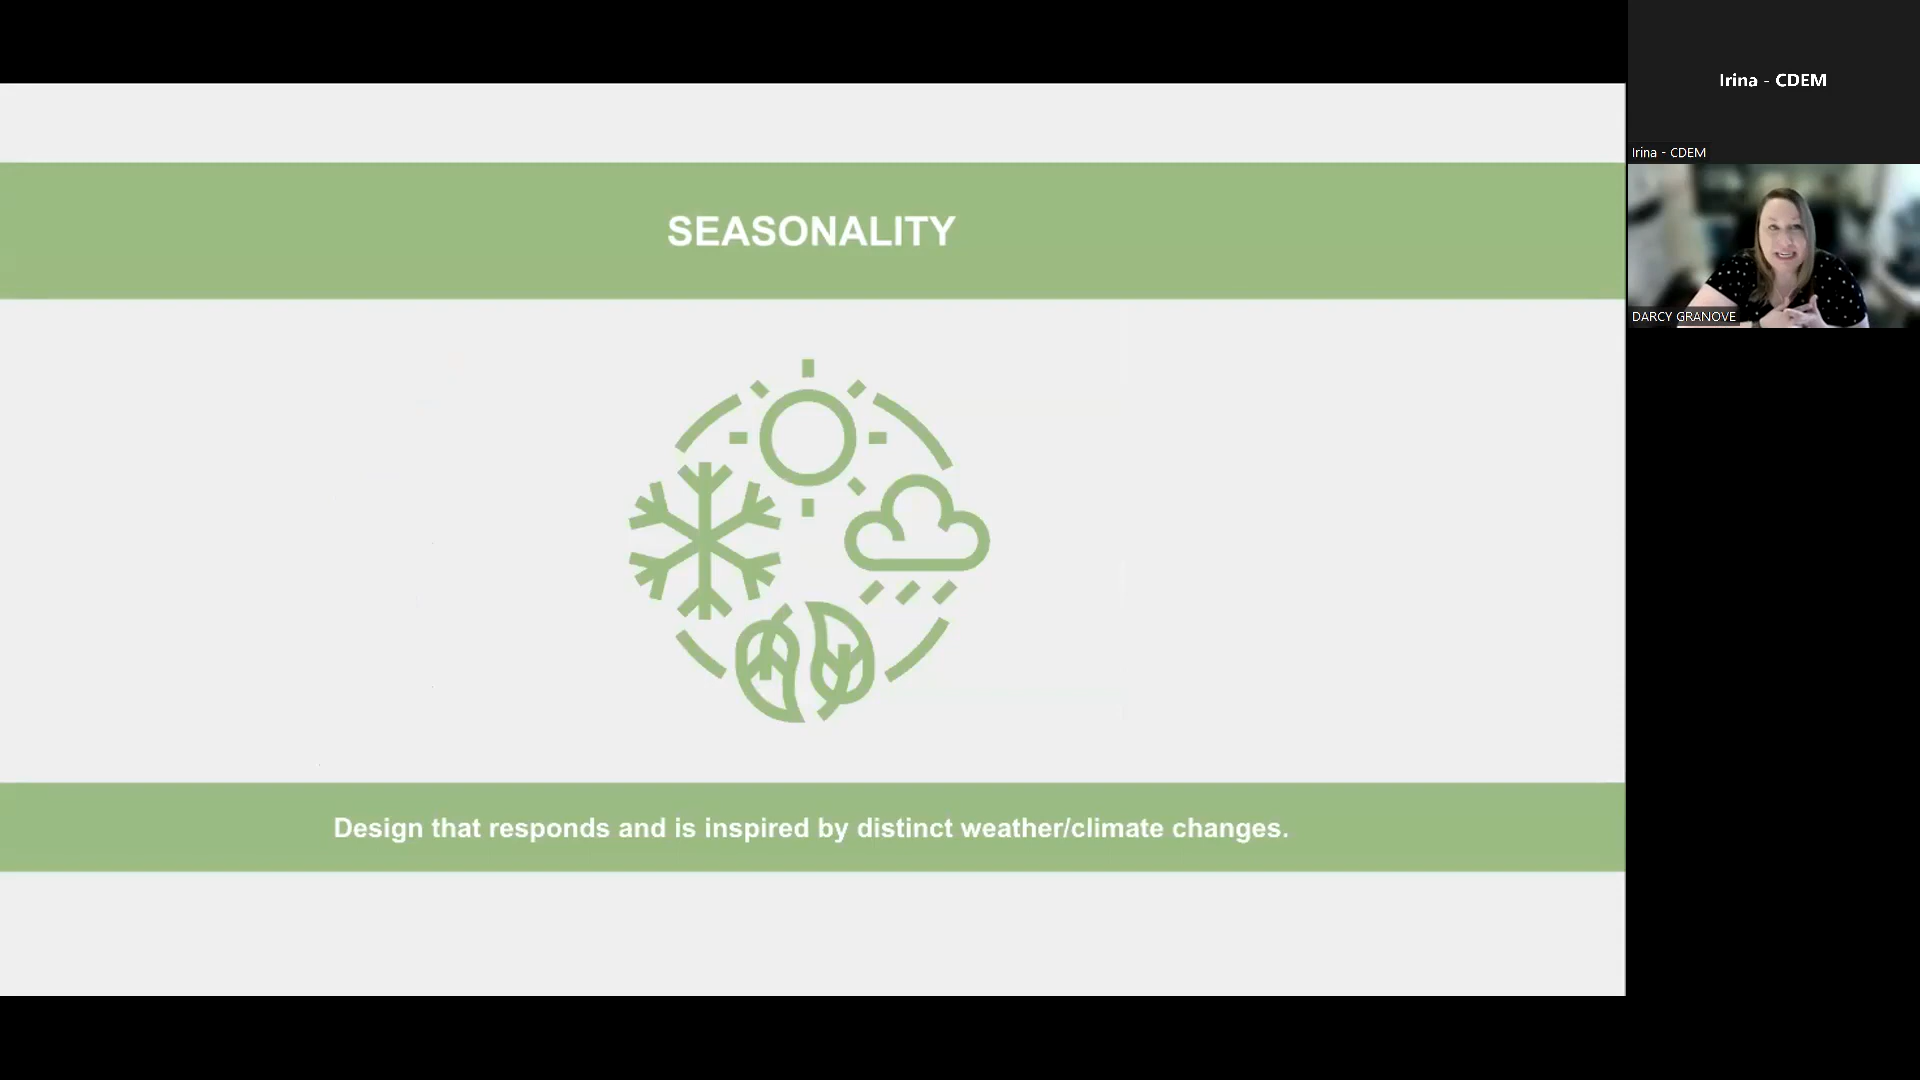 SEASONALITY
Design that responds and is inspired by distinct weather/climate changes.
Irina - CDEM
Irina - CDEM
DARCY GRANOVE